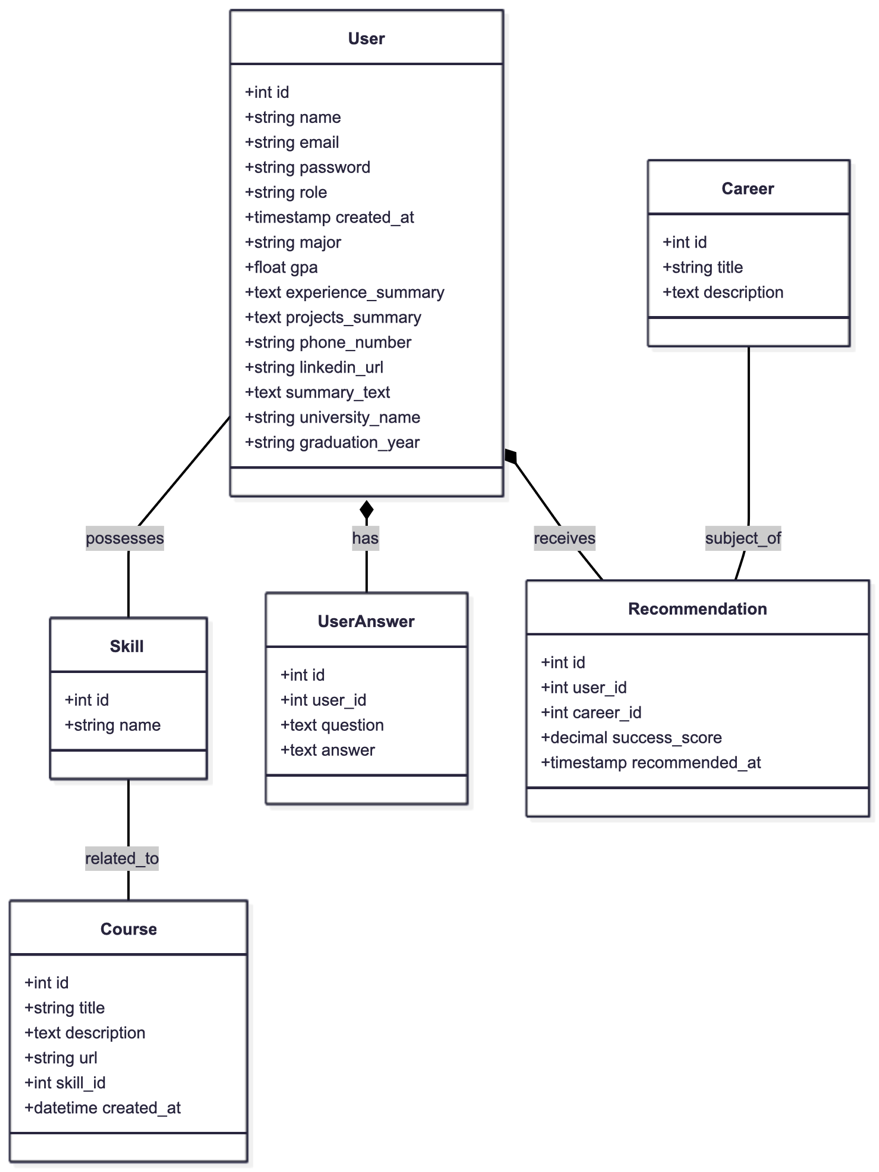 User
+int id
+string name
+string email
+string password
+string role
+timestamp created_at
+string major
+float gpa
+text experience_summary
+text projects_summary
+string phone_number
+string linkedin_url
+text summary_text
+string university_name
+string graduation_year
Career
+int id
+string title
+text description
possesses
has
receives
subject_of
Skill
+int id
+string name
UserAnswer
+int id
+int user_id
+text question
+text answer
Recommendation
+int id
+int user_id
+int career_id
+decimal success_score
+timestamp recommended_at
related_to
Course
+int id
+string title
+text description
+string url
+int skill_id
+datetime created_at